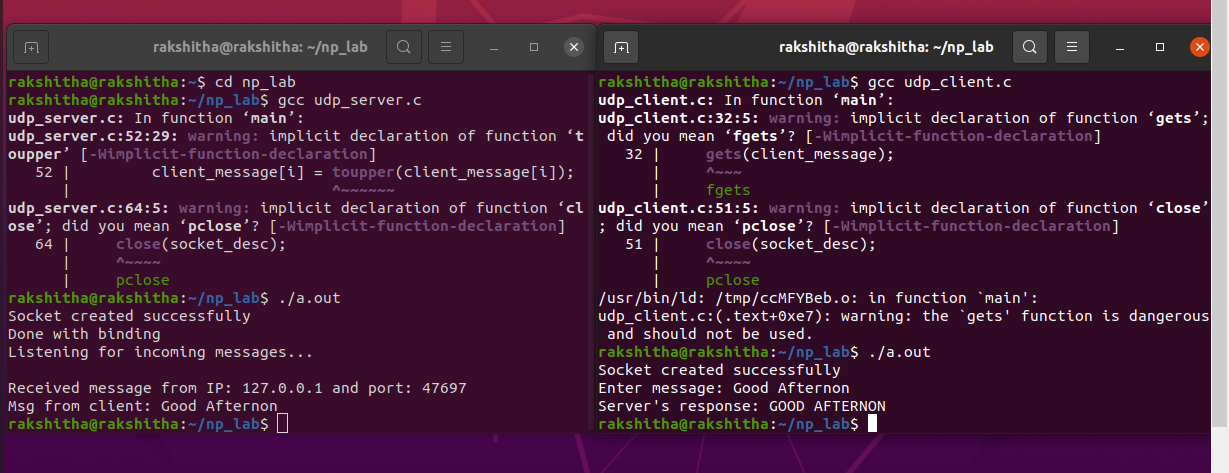 rakshitha@rakshitha: ~/np_lab
rakshitha@rakshitha:~$ cd np_lab
rakshitha@rakshitha:~/np_lab$ gcc udp_server.c
udp_server.c: In function ‘main’:
udp_server.c:52:29: warning: implicit declaration of function ‘t
oupper’ [-Wimplicit-function-declaration]
   52 |         client_message[i] = toupper(client_message[i]);
      |                             ^~~~~~~
udp_server.c:64:5: warning: implicit declaration of function ‘cl
ose’; did you mean ‘pclose’? [-Wimplicit-function-declaration]
   64 |     close(socket_desc);
      |     ^~~~~
      |     pclose
rakshitha@rakshitha:~/np_lab$ ./a.out
Socket created successfully
Done with binding
Listening for incoming messages...

Received message from IP: 127.0.0.1 and port: 47697
Msg from client: Good Afternon
rakshitha@rakshitha:~/np_lab$
rakshitha@rakshitha: ~/np_lab
rakshitha@rakshitha:~/np_lab$ gcc udp_client.c
udp_client.c: In function ‘main’:
udp_client.c:32:5: warning: implicit declaration of function ‘gets’;
 did you mean ‘fgets’? [-Wimplicit-function-declaration]
   32 |     gets(client_message);
      |     ^~~~
      |     fgets
udp_client.c:51:5: warning: implicit declaration of function ‘close’
; did you mean ‘pclose’? [-Wimplicit-function-declaration]
   51 |     close(socket_desc);
      |     ^~~~~
      |     pclose
/usr/bin/ld: /tmp/ccMFYBeb.o: in function `main':
udp_client.c:(.text+0xe7): warning: the `gets' function is dangerous
 and should not be used.
rakshitha@rakshitha:~/np_lab$ ./a.out
Socket created successfully
Enter message: Good Afternon
Server's response: GOOD AFTERNON
rakshitha@rakshitha:~/np_lab$